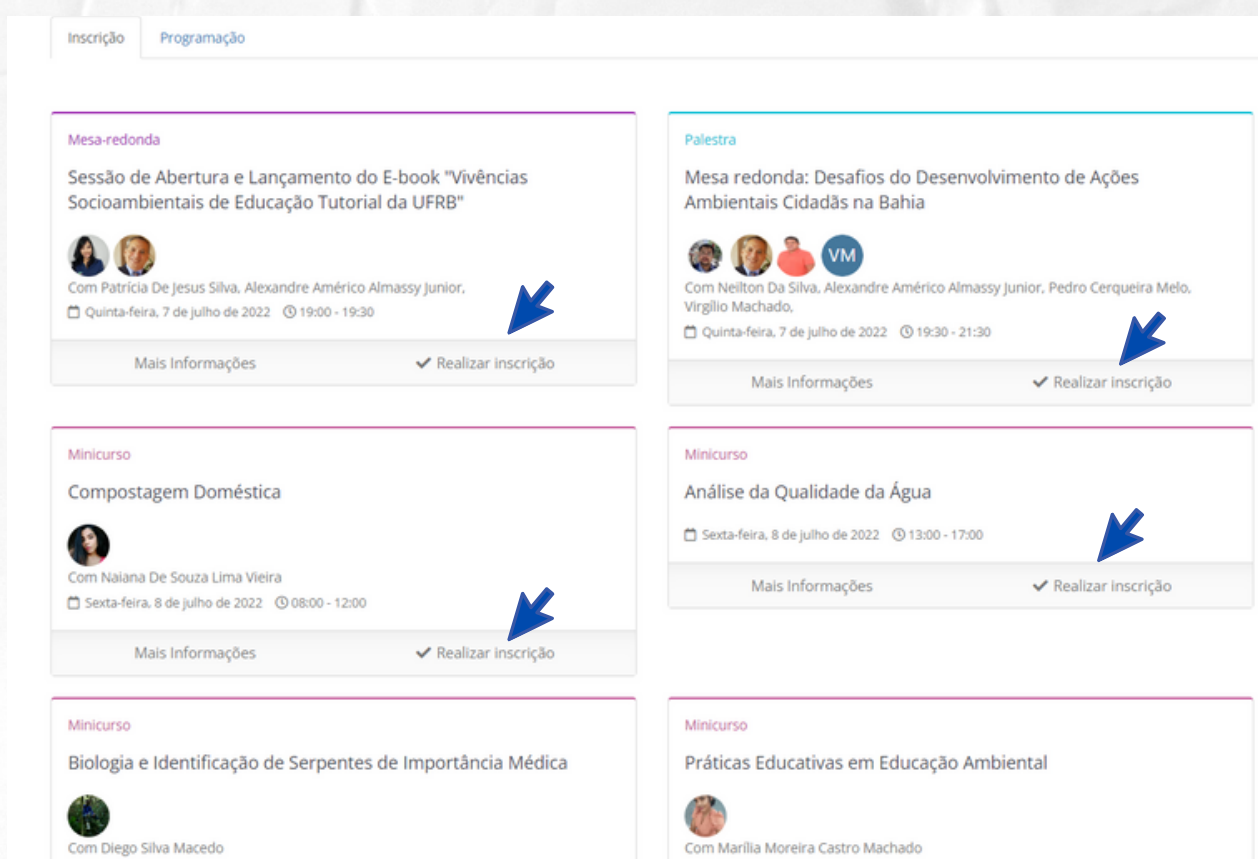 Inscrição
Programação
Mesa-redonda
Sessão de Abertura e Lançamento do E-book "Vivências
Socioambientais de Educação Tutorial da UFRB"
Com Patrícia De Jesus Silva, Alexandre Américo Almassy Junior,
Quinta-feira, 7 de julho de 2022 19:00 - 19:30
Mais Informações
Realizar inscrição
Palestra
Mesa redonda: Desafios do Desenvolvimento de Ações
Ambientais Cidadãs na Bahia
VM
Com Neilton Da Silva, Alexandre Américo Almassy Junior, Pedro Cerqueira Melo,
Virgílio Machado,
Quinta-feira, 7 de julho de 2022 19:30 - 21:30
Mais Informações
Realizar inscrição
Minicurso
Compostagem Doméstica
Com Naiana De Souza Lima Vieira
Sexta-feira, 8 de julho de 2022 08:00 - 12:00
Mais Informações
Realizar inscrição
Minicurso
Análise da Qualidade da Água
Sexta-feira, 8 de julho de 2022 13:00 - 17:00
Mais Informações
Realizar inscrição
Minicurso
Biologia e Identificação de Serpentes de Importância Médica
Com Diego Silva Macedo
Minicurso
Práticas Educativas em Educação Ambiental
Com Marília Moreira Castro Machado